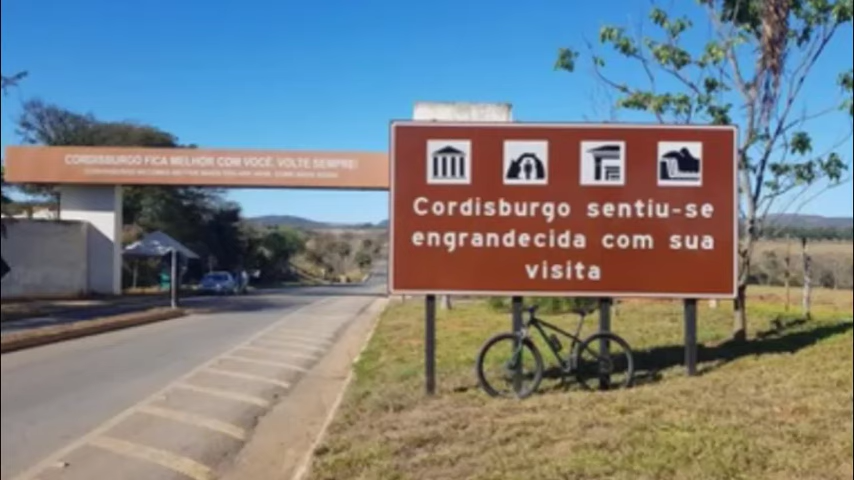 CORDISBURGO FICA MELHOR COM VOCÊ, VOLTE SEMPRE!
Cordisburgo sentiu-se
engrandecida com sua
visita